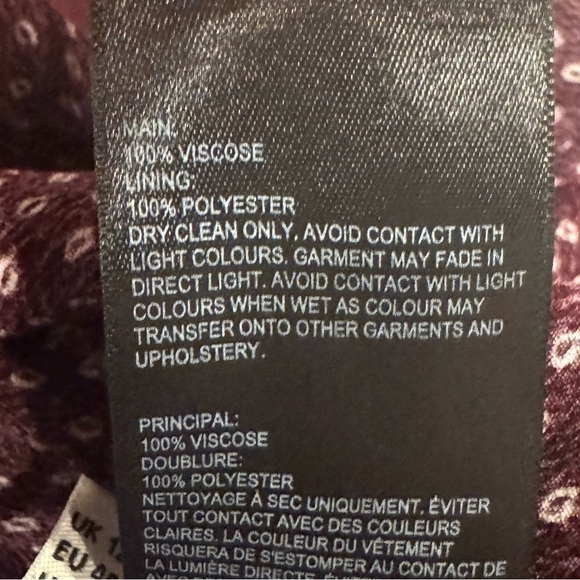 MAIN:
100% VISCOSE
LINING:
100% POLYESTER
DRY CLEAN ONLY, AVOID CONTACT WITH
LIGHT COLOURS. GARMENT MAY FADE IN
DIRECT LIGHT. AVOID CONTACT WITH LIGHT
COLOURS WHEN WET AS COLOUR MAY
TRANSFER ONTO OTHER GARMENTS AND
UPHOLSTERY.
PRINCIPAL:
100% VISCOSE
DOUBLURE:
100% POLYESTER
NETTOYAGE À SEC UNIQUEMENT. ÉVITER
TOUT CONTACT AVEC DES COULEURS
CLAIRES. LA COULEUR DU VÊTEMENT
RISQUERA DE S'ESTOMPER AU CONTACT DE
LA LUMIÈRE DIRECTE.
UK
EU